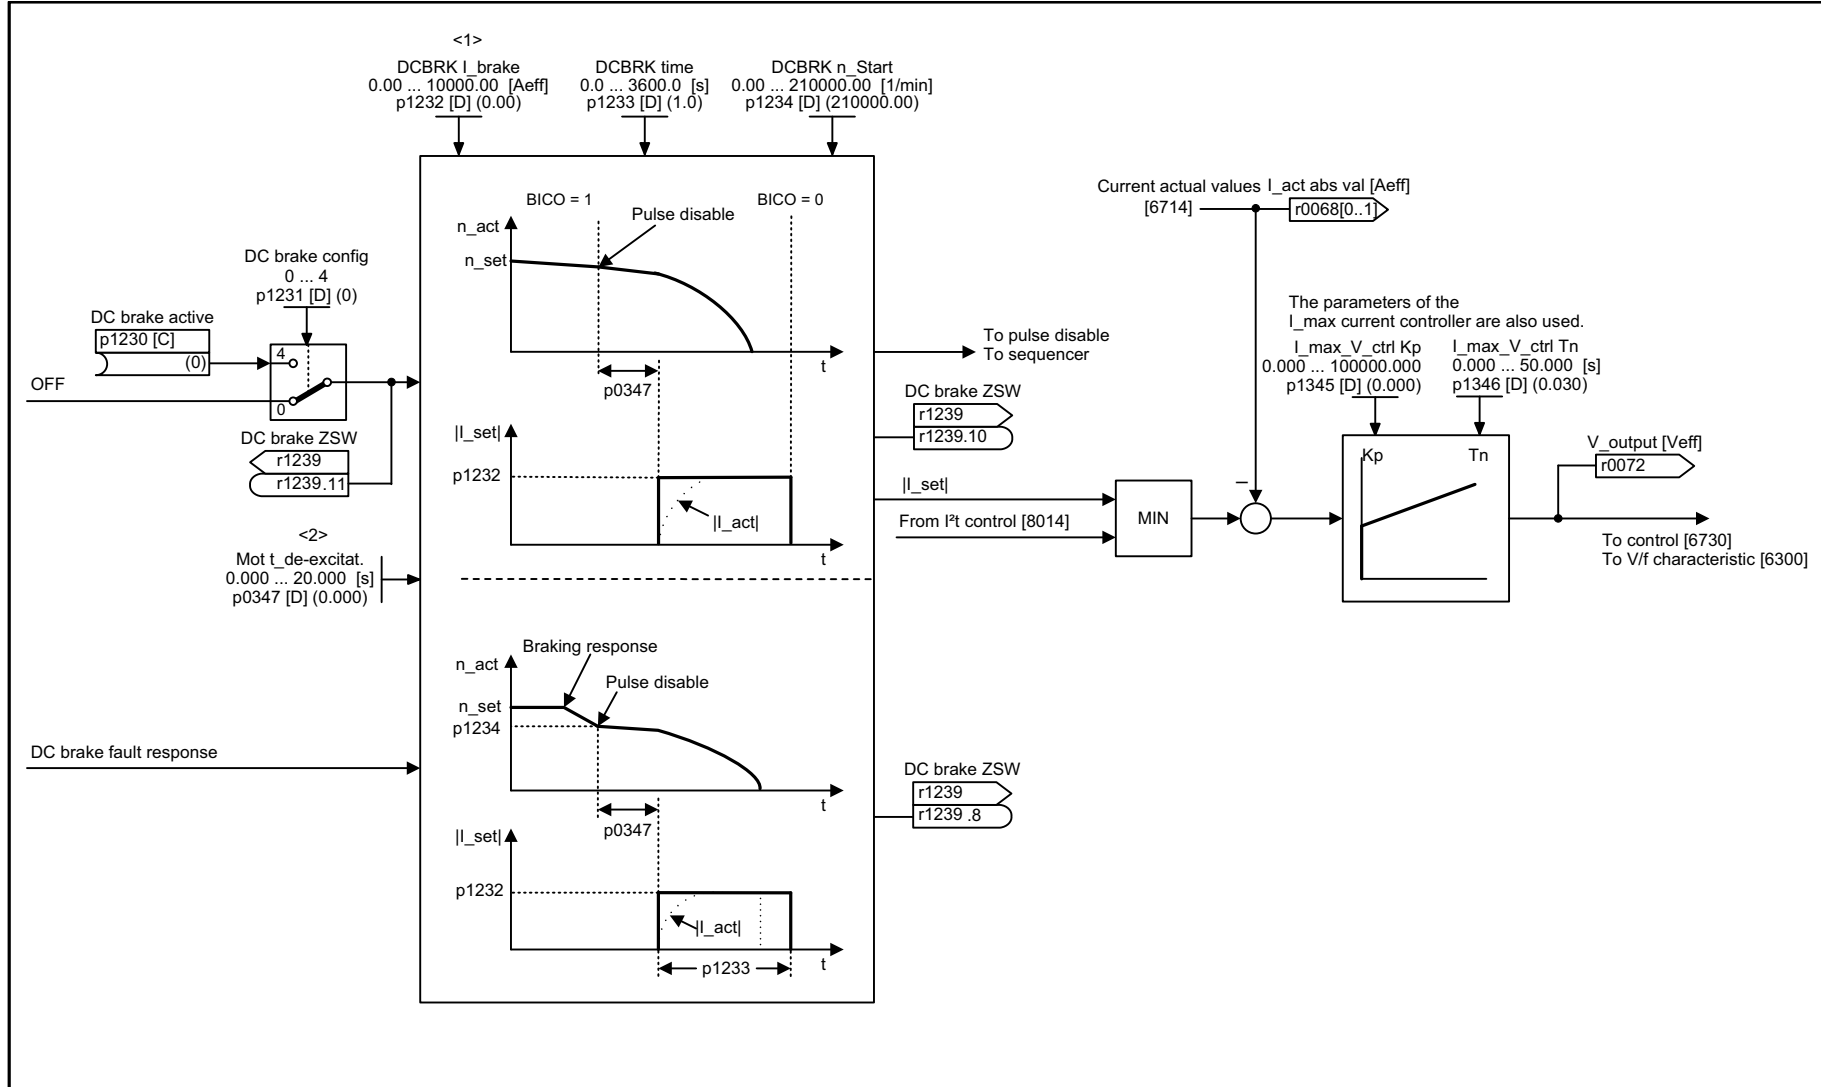 <1>
DCBRK I_brake
0.00 ... 10000.00 [Aeff]
p1232 [D] (0.00)
DCBRK time
0.0 ... 3600.0 [s]
p1233 [D] (1.0)
DCBRK n_Start
0.00 ... 210000.00 [1/min]
p1234 [D] (210000.00)
DC brake config
0 ... 4
p1231 [D] (0)
DC brake active
p1230 [C]
(0)
4
0
OFF
DC brake ZSW
r1239
r1239.11
<2>
Mot t_de-excitat.
0.000 ... 20.000 [s]
p0347 [D] (0.000)
DC brake fault response
BICO = 1
BICO = 0
Pulse disable
n_act
n_set
t
p0347
|I_set|
p1232
|I_act|
t
Braking response
Pulse disable
n_act
n_set
p1234
t
p0347
|I_set|
p1232
|I_act|
p1233
t
To pulse disable
To sequencer
DC brake ZSW
r1239
r1239.10
|I_set|
From I²t control [8014]
MIN
DC brake ZSW
r1239
r1239 .8
Current actual values
[6714]
I_act abs val [Aeff]
r0068[0..1]
–
The parameters of the
I_max current controller are also used.
I_max_V_ctrl Kp
0.000 ... 100000.000
p1345 [D] (0.000)
I_max_V_ctrl Tn
0.000 ... 50.000 [s]
p1346 [D] (0.030)
Kp
Tn
V_output [Veff]
r0072
To control [6730]
To V/f characteristic [6300]